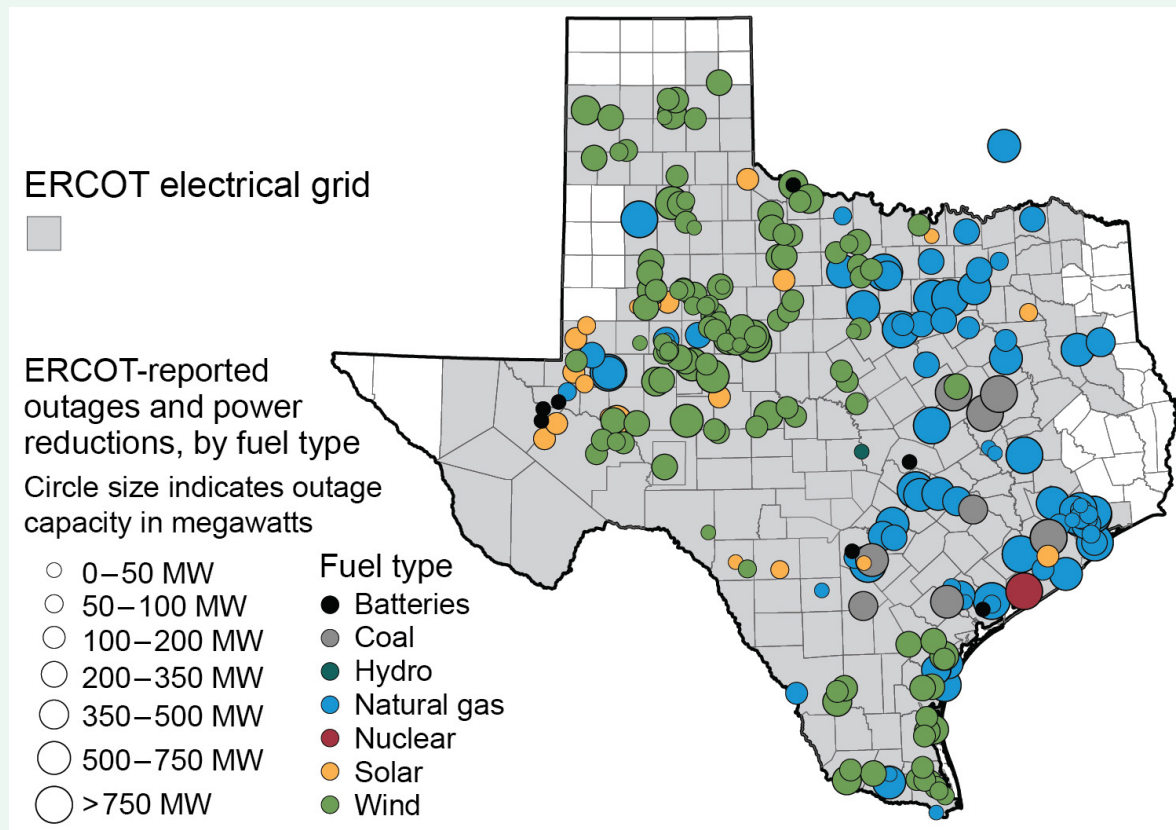 ERCOT electrical grid
ERCOT-reported
outages and power
reductions, by fuel type
Circle size indicates outage
capacity in megawatts
0–50 MW
50–100 MW
100–200 MW
200–350 MW
350–500 MW
500–750 MW
>750 MW
Fuel type
Batteries
Coal
Hydro
Natural gas
Nuclear
Solar
Wind